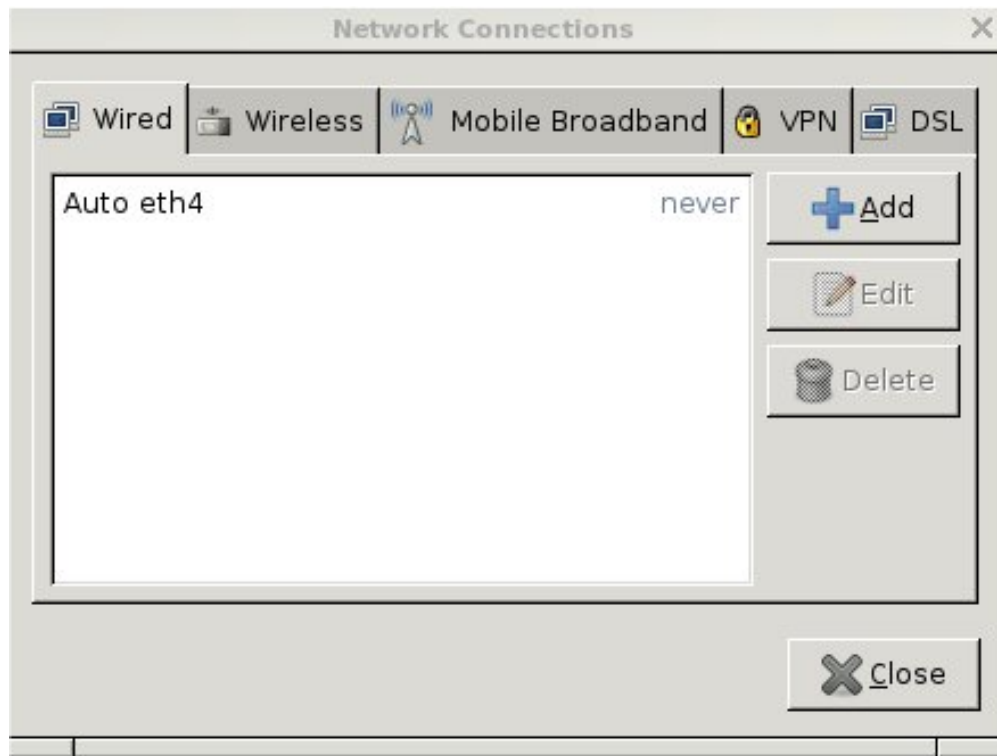 Network Connections
Wired Wireless Mobile Broadband VPN DSL
Auto eth4 never
Add
Edit
Delete
Close